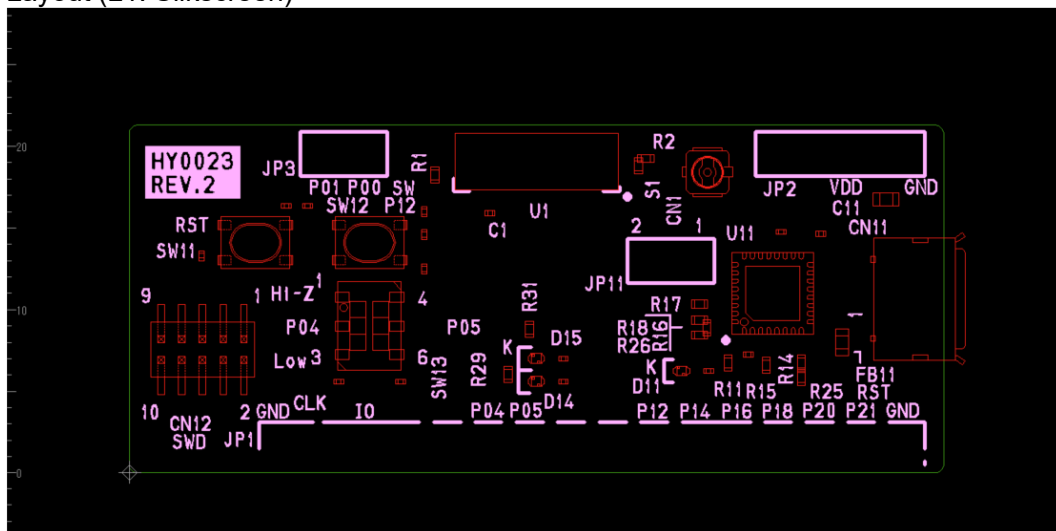 20
HY0023
REV.2
JP3
R1
R2
S1
CN1
JP2
VDD
GND
P01 P00 SW
SW12 P12
C11
RST
U1
C1
2 1
U11
CN11
SW11
JP11
9
1
HI-Z
1
4
R31
R17
10
P04
P05
D15
R18
R16
R26
1
Low
3
6
SW13
R29
K
K
D11
R14
FB11
R11
R15
R25
RST
D14
10
2
GND
CLK
IO
P04 P05
P12 P14 P16 P18 P20 P21 GND
CN12
SWD
JP1
0